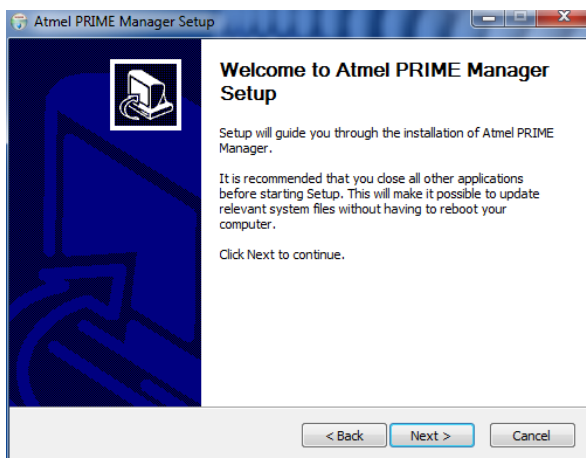 Atmel PRIME Manager Setup
Welcome to Atmel PRIME Manager
Setup
Setup will guide you through the installation of Atmel PRIME
Manager.
It is recommended that you close all other applications
before starting Setup. This will make it possible to update
relevant system files without having to reboot your
computer.
Click Next to continue.
< Back Next > Cancel